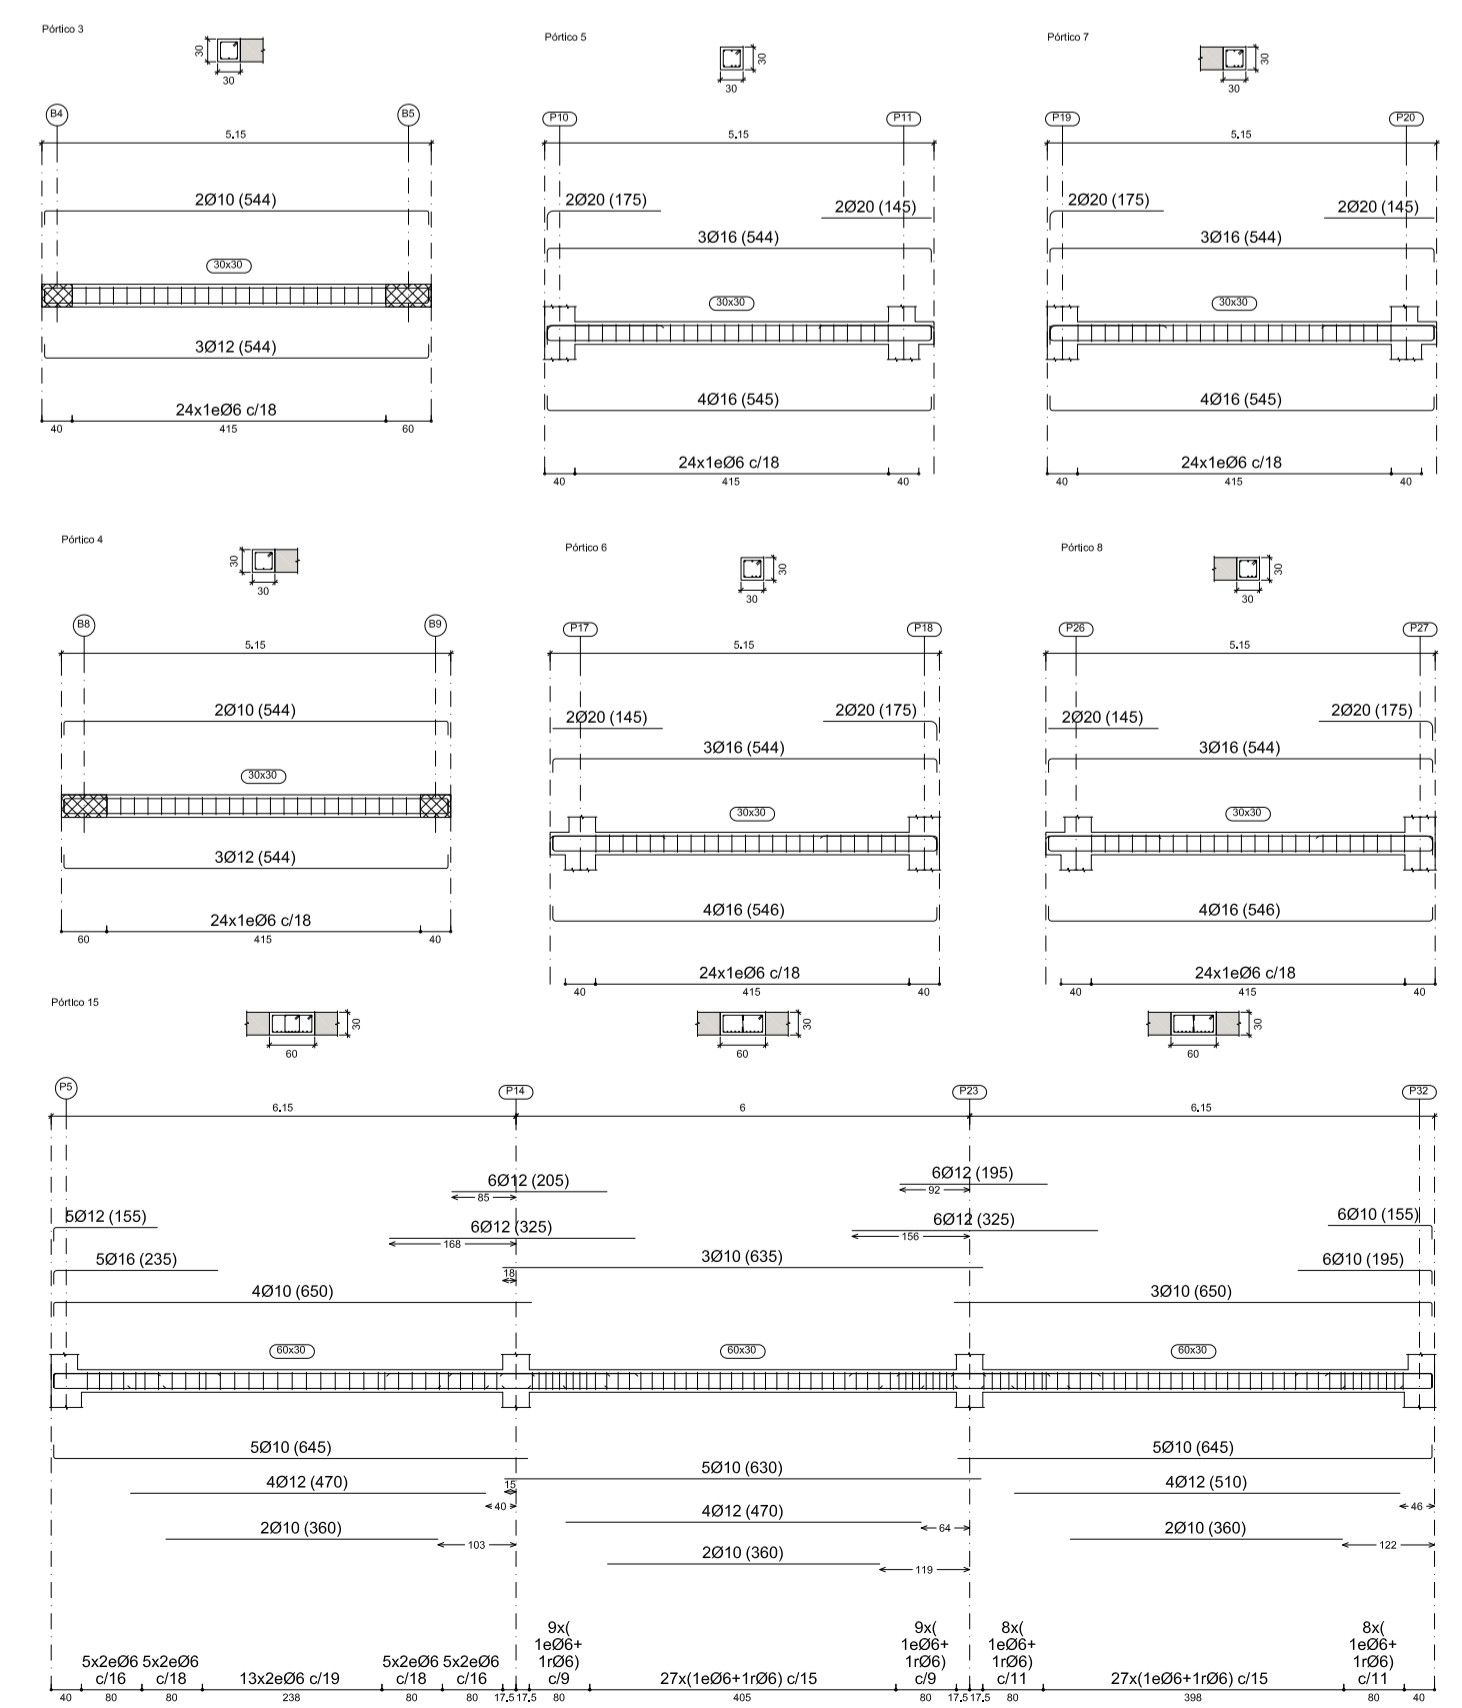 Pórtico 3
30
30
B4
B5
5.15
2Ø10 (544)
30x30
3Ø12 (544)
24x1eØ6 c/18
40
415
60
Pórtico 5
30
30
P10
P11
5.15
2Ø20 (175)
2Ø20 (145)
3Ø16 (544)
30x30
4Ø16 (545)
24x1eØ6 c/18
40
415
40
Pórtico 7
30
30
P19
P20
5.15
2Ø20 (175)
2Ø20 (145)
3Ø16 (544)
30x30
4Ø16 (545)
24x1eØ6 c/18
40
415
40
Pórtico 4
30
30
B8
B9
5.15
2Ø10 (544)
30x30
3Ø12 (544)
24x1eØ6 c/18
60
415
40
Pórtico 6
30
30
P17
P18
5.15
2Ø20 (145)
2Ø20 (175)
3Ø16 (544)
30x30
4Ø16 (546)
24x1eØ6 c/18
40
415
40
Pórtico 8
30
30
P26
P27
5.15
2Ø20 (145)
2Ø20 (175)
3Ø16 (544)
30x30
4Ø16 (546)
24x1eØ6 c/18
40
415
40
Pórtico 15
30
60
30
60
30
60
P5
P14
P23
P32
6.15
6
6.15
6Ø12 (205)
85
6Ø12 (195)
92
5Ø12 (155)
6Ø12 (325)
168
6Ø12 (325)
156
6Ø10 (155)
5Ø16 (235)
3Ø10 (635)
18
6Ø10 (195)
4Ø10 (650)
3Ø10 (650)
60x30
60x30
60x30
5Ø10 (645)
5Ø10 (630)
15
5Ø10 (645)
4Ø12 (470)
40
4Ø12 (470)
64
4Ø12 (510)
46
2Ø10 (360)
103
2Ø10 (360)
119
2Ø10 (360)
122
5x2eØ6
c/16
5x2eØ6
c/18
13x2eØ6 c/19
5x2eØ6
c/18
5x2eØ6
c/16
9x(
1eØ6+
1rØ6)
c/9
27x(1eØ6+1rØ6) c/15
9x(
1eØ6+
1rØ6)
c/9
8x(
1eØ6+
1rØ6)
c/11
27x(1eØ6+1rØ6) c/15
8x(
1eØ6+
1rØ6)
c/11
40
80
80
238
80
80
17.5
17.5
80
405
80
17.5
17.5
80
398
80
40